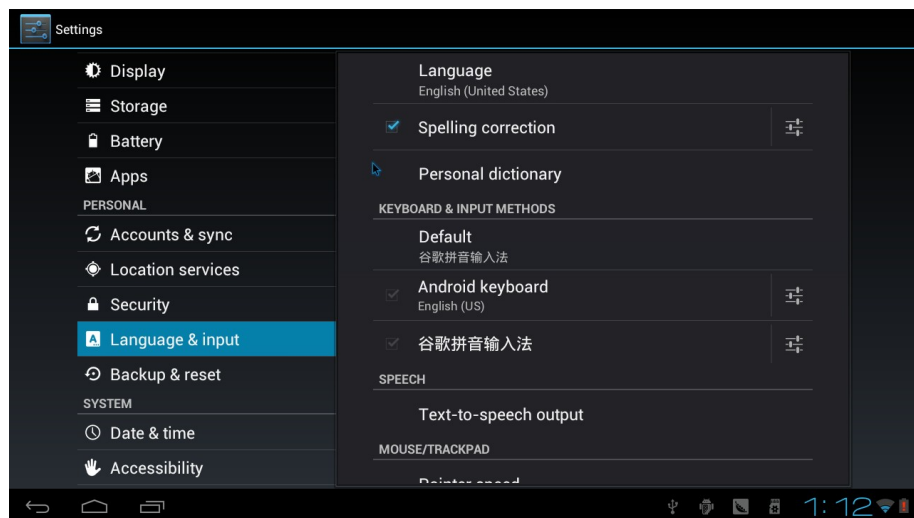 Settings
Display
Storage
Battery
Apps
PERSONAL
Accounts & sync
Location services
Security
Language & input
Backup & reset
SYSTEM
Date & time
Accessibility
Language
English (United States)
Spelling correction
Personal dictionary
KEYBOARD & INPUT METHODS
Default
谷歌拼音输入法
Android keyboard
English (US)
谷歌拼音输入法
SPEECH
Text-to-speech output
MOUSE/TRACKPAD
Pointer speed
1:12